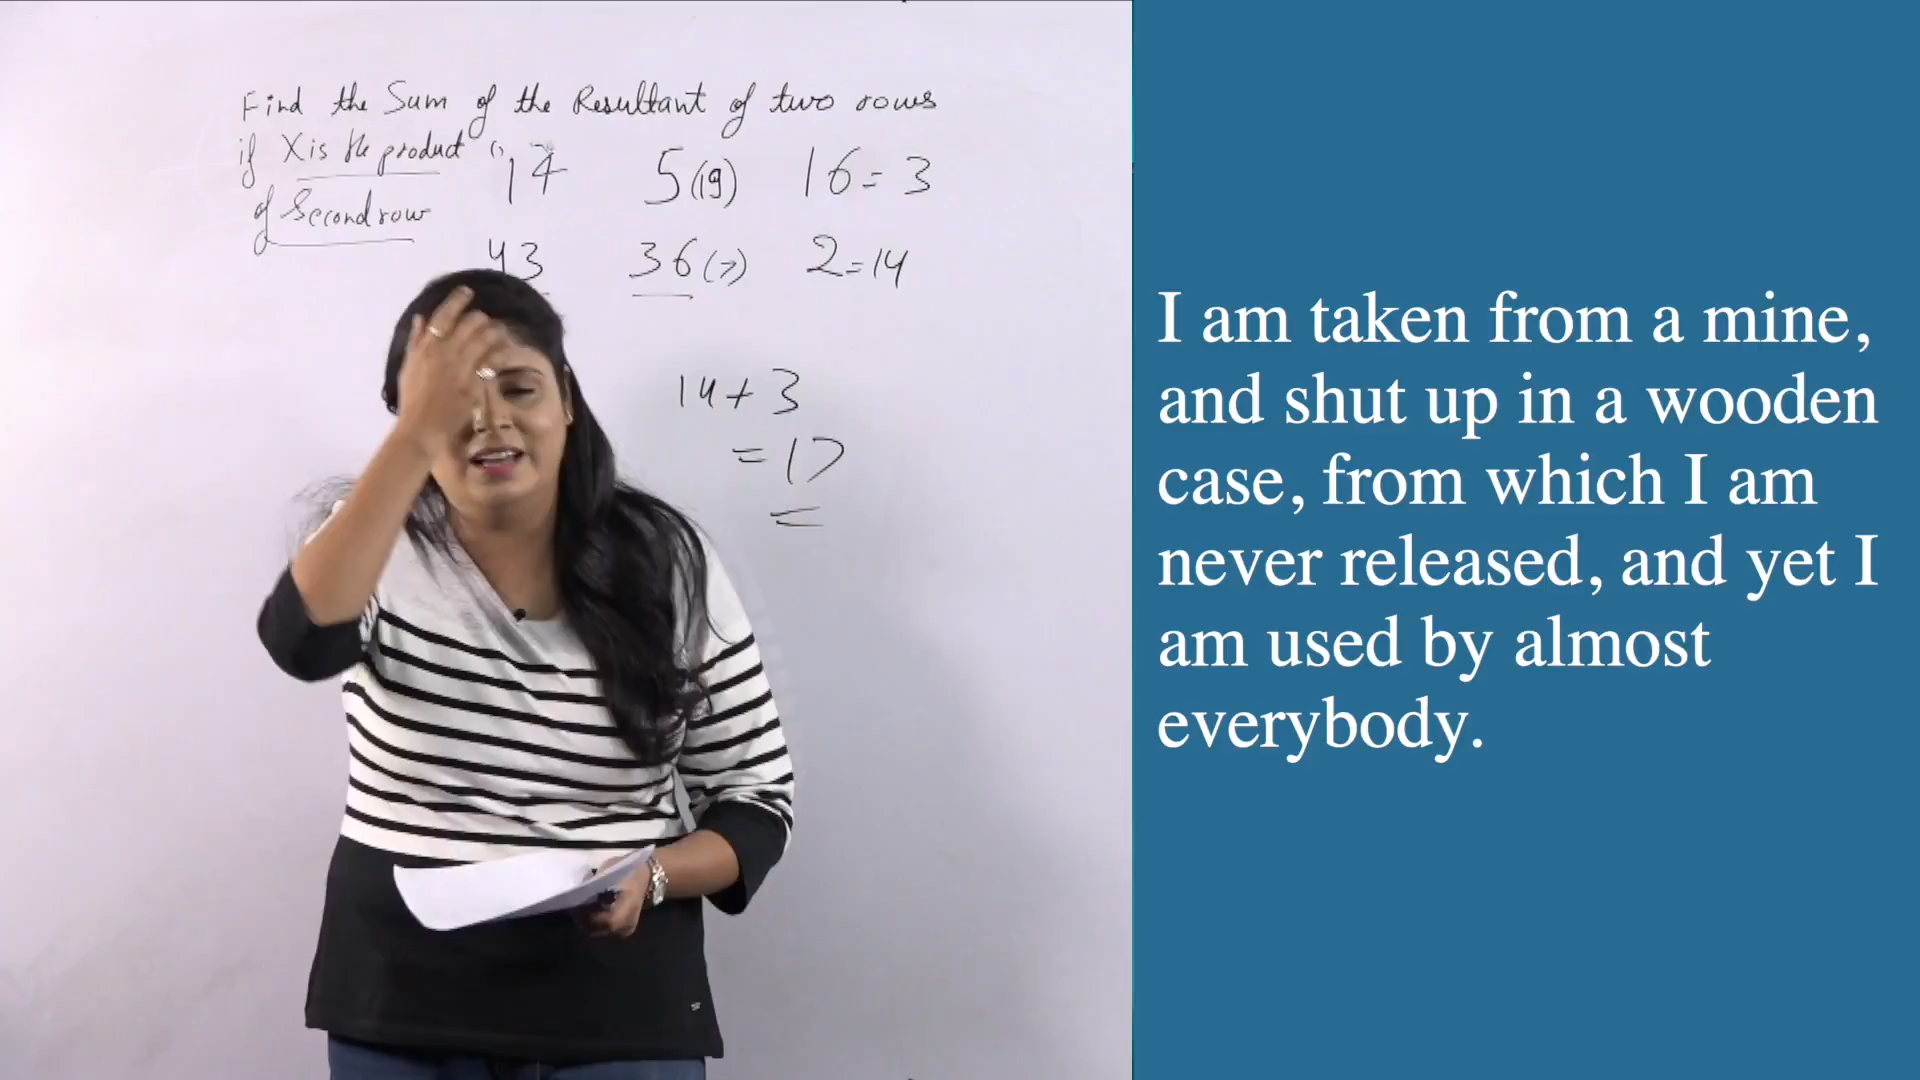 Find the Sum of the Resultant of two rows
if X is the product 14 5(19) 16=3
of Second row
43 36(7) 2=14
14+3
=17
I am taken from a mine,
and shut up in a wooden
case, from which I am
never released, and yet I
am used by almost
everybody.